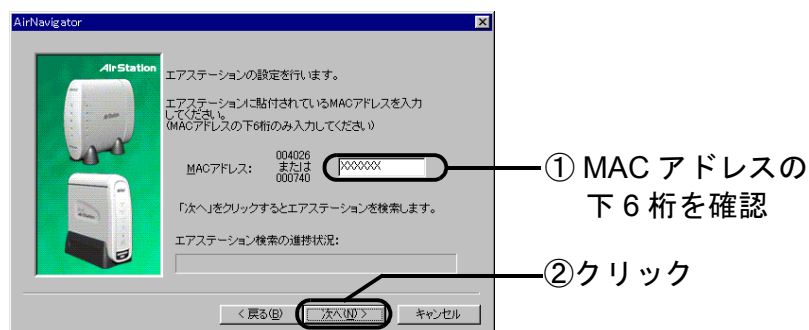 AirNavigator
AirStation
エアステーションの設定を行います。
エアステーションに貼付されているMACアドレスを入力
してください。
(MACアドレスの下6桁のみ入力してください)
MACアドレス:
004026
または
000740
XXXXXX
① MAC アドレスの
下 6 桁を確認
「次へ」をクリックするとエアステーションを検索します。
エアステーション検索の進捗状況:
②クリック
< 戻る(B)
次へ(N) >
キャンセル